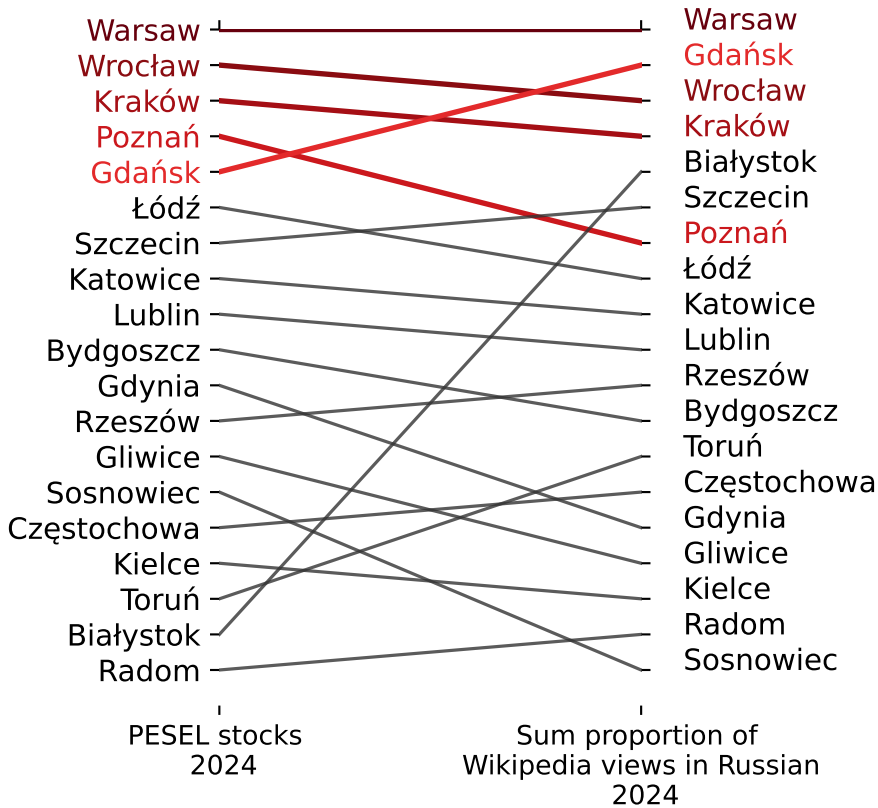 Warsaw
Wrocław
Kraków
Poznań
Gdańsk
Łódź
Szczecin
Katowice
Lublin
Bydgoszcz
Gdynia
Rzeszów
Gliwice
Sosnowiec
Częstochowa
Kielce
Toruń
Białystok
Radom
Warsaw
Gdańsk
Wrocław
Kraków
Białystok
Szczecin
Poznań
Łódź
Katowice
Lublin
Rzeszów
Bydgoszcz
Toruń
Częstochowa
Gdynia
Gliwice
Kielce
Radom
Sosnowiec
PESEL stocks
2024
Sum proportion of
Wikipedia views in Russian
2024